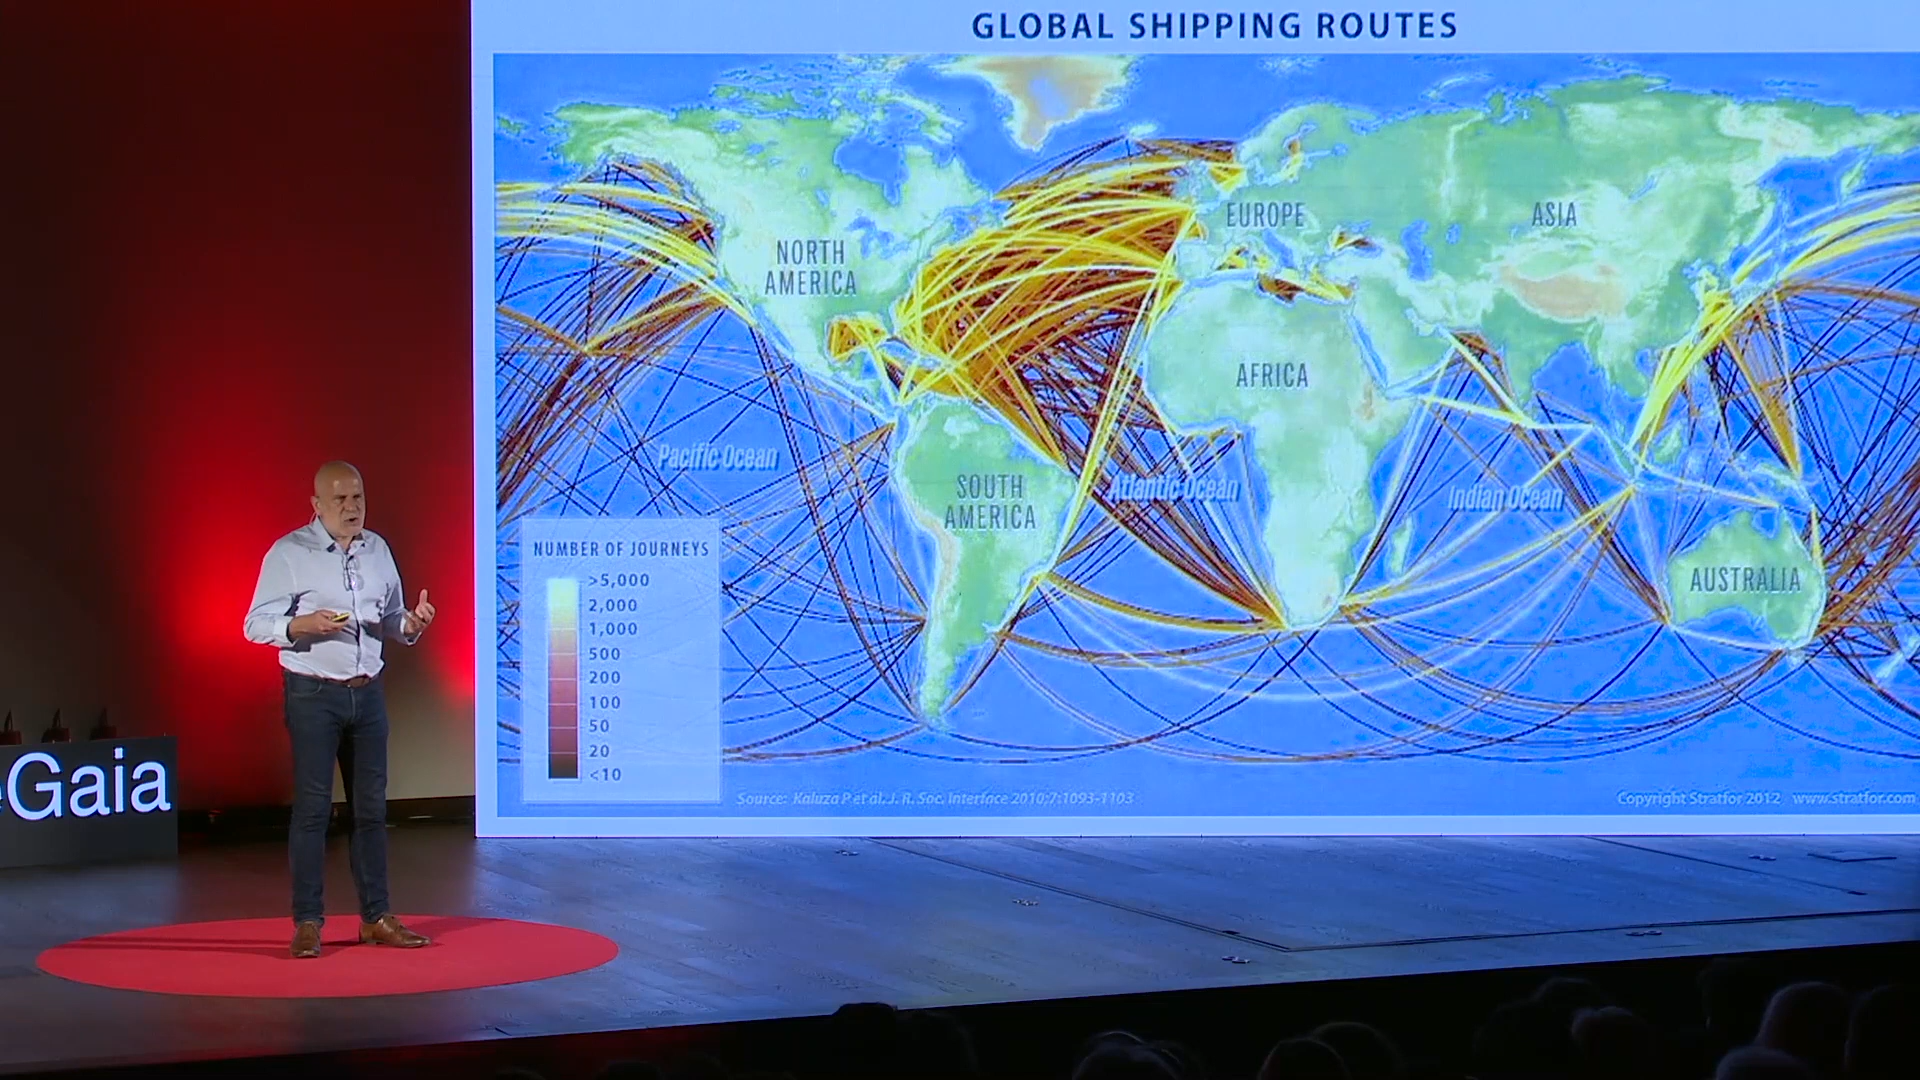 GLOBAL SHIPPING ROUTES
NORTH
AMERICA
EUROPE
ASIA
AFRICA
Pacific Ocean
SOUTH
AMERICA
Atlantic Ocean
Indian Ocean
AUSTRALIA
NUMBER OF JOURNEYS
>5,000
2,000
1,000
500
200
100
50
20
<10
Source: Kaluza P et al. J. R. Soc. Interface 2010;7:1093-1103
Copyright Stratfor 2012 www.stratfor.com
eGaia